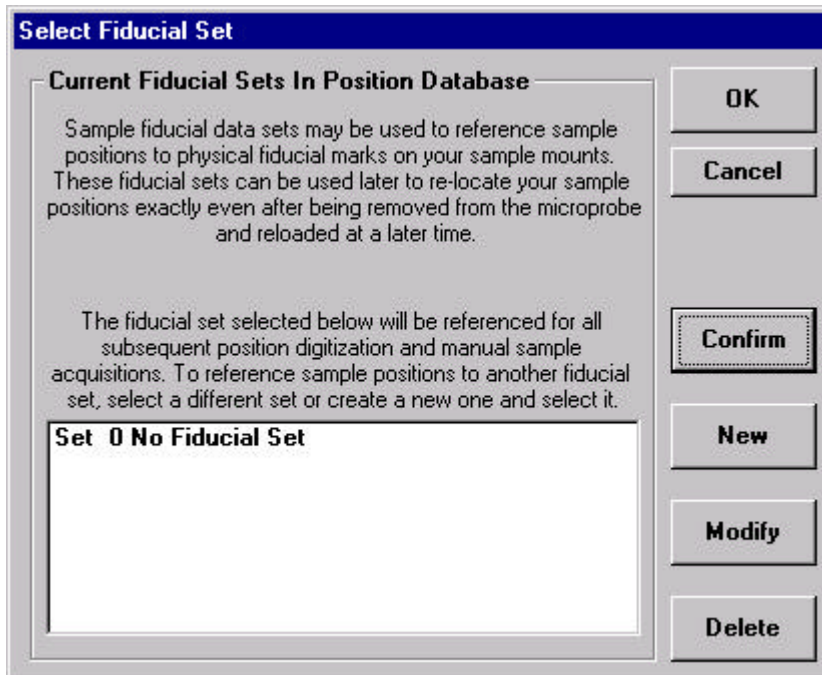 Select Fiducial Set
Current Fiducial Sets In Position Database
Sample fiducial data sets may be used to reference sample
positions to physical fiducial marks on your sample mounts.
These fiducial sets can be used later to re-locate your sample
positions exactly even after being removed from the microprobe
and reloaded at a later time.
The fiducial set selected below will be referenced for all
subsequent position digitization and manual sample
acquisitions. To reference sample positions to another fiducial
set, select a different set or create a new one and select it.
Set 0 No Fiducial Set
OK
Cancel
Confirm
New
Modify
Delete